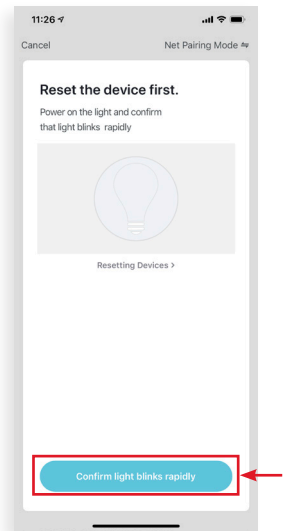 11:26
Cancel
Net Pairing Mode ⇋
Reset the device first.
Power on the light and confirm
that light blinks rapidly
Resetting Devices >
Confirm light blinks rapidly